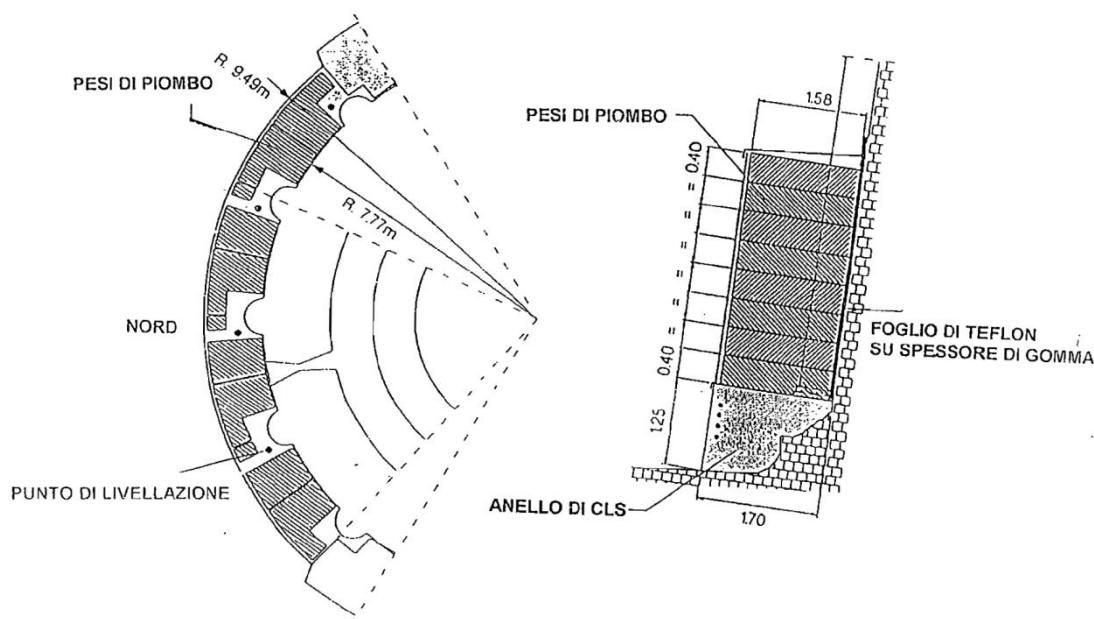 PESI DI PIOMBO
R. 9.49m
R. 7.77m
NORD
PUNTO DI LIVELLAZIONE
PESI DI PIOMBO
1.58
0.40
"
"
"
"
"
"
0.40
1.25
FOGLIO DI TEFLON
SU SPESSORE DI GOMMA
ANELLO DI CLS
1.70